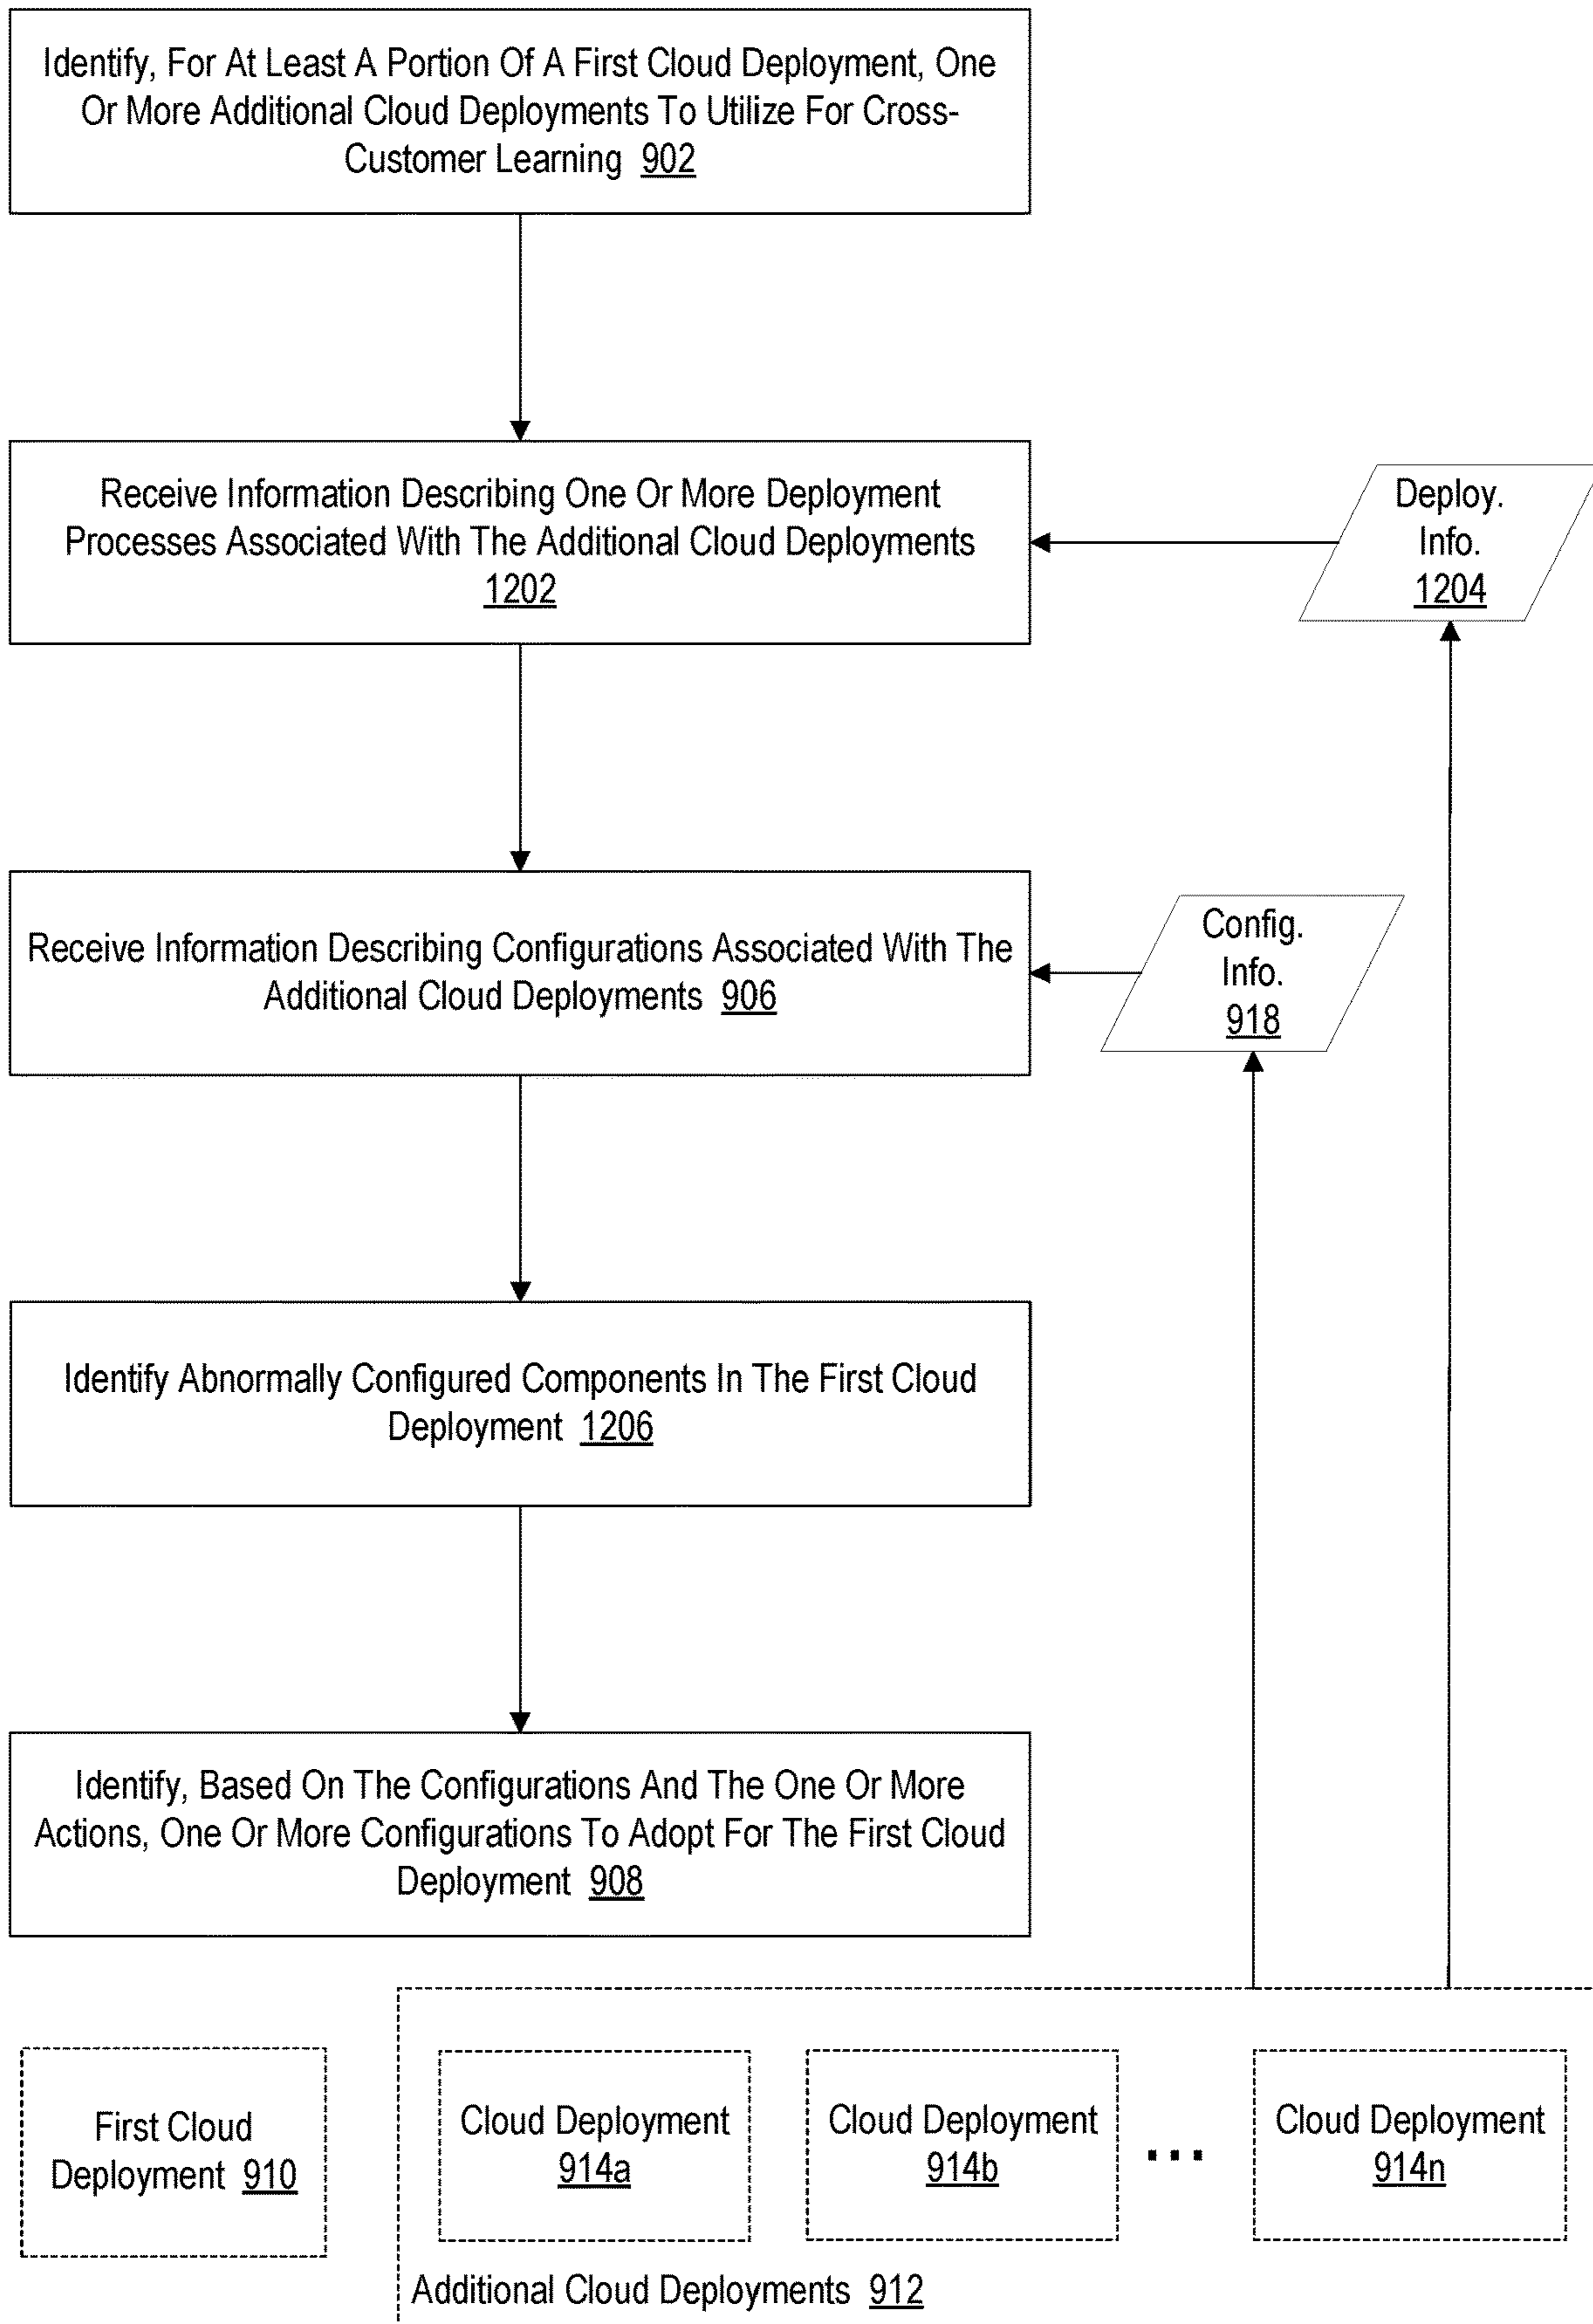 Identify, For At Least A Portion Of A First Cloud Deployment, One
Or More Additional Cloud Deployments To Utilize For Cross-
Customer Learning 902
Receive Information Describing One Or More Deployment
Processes Associated With The Additional Cloud Deployments
1202
Deploy.
Info.
1204
Receive Information Describing Configurations Associated With The
Additional Cloud Deployments 906
Config.
Info.
918
Identify Abnormally Configured Components In The First Cloud
Deployment 1206
Identify, Based On The Configurations And The One Or More
Actions, One Or More Configurations To Adopt For The First Cloud
Deployment 908
First Cloud
Deployment 910
Cloud Deployment
914a
Cloud Deployment
914b
...
Cloud Deployment
914n
Additional Cloud Deployments 912